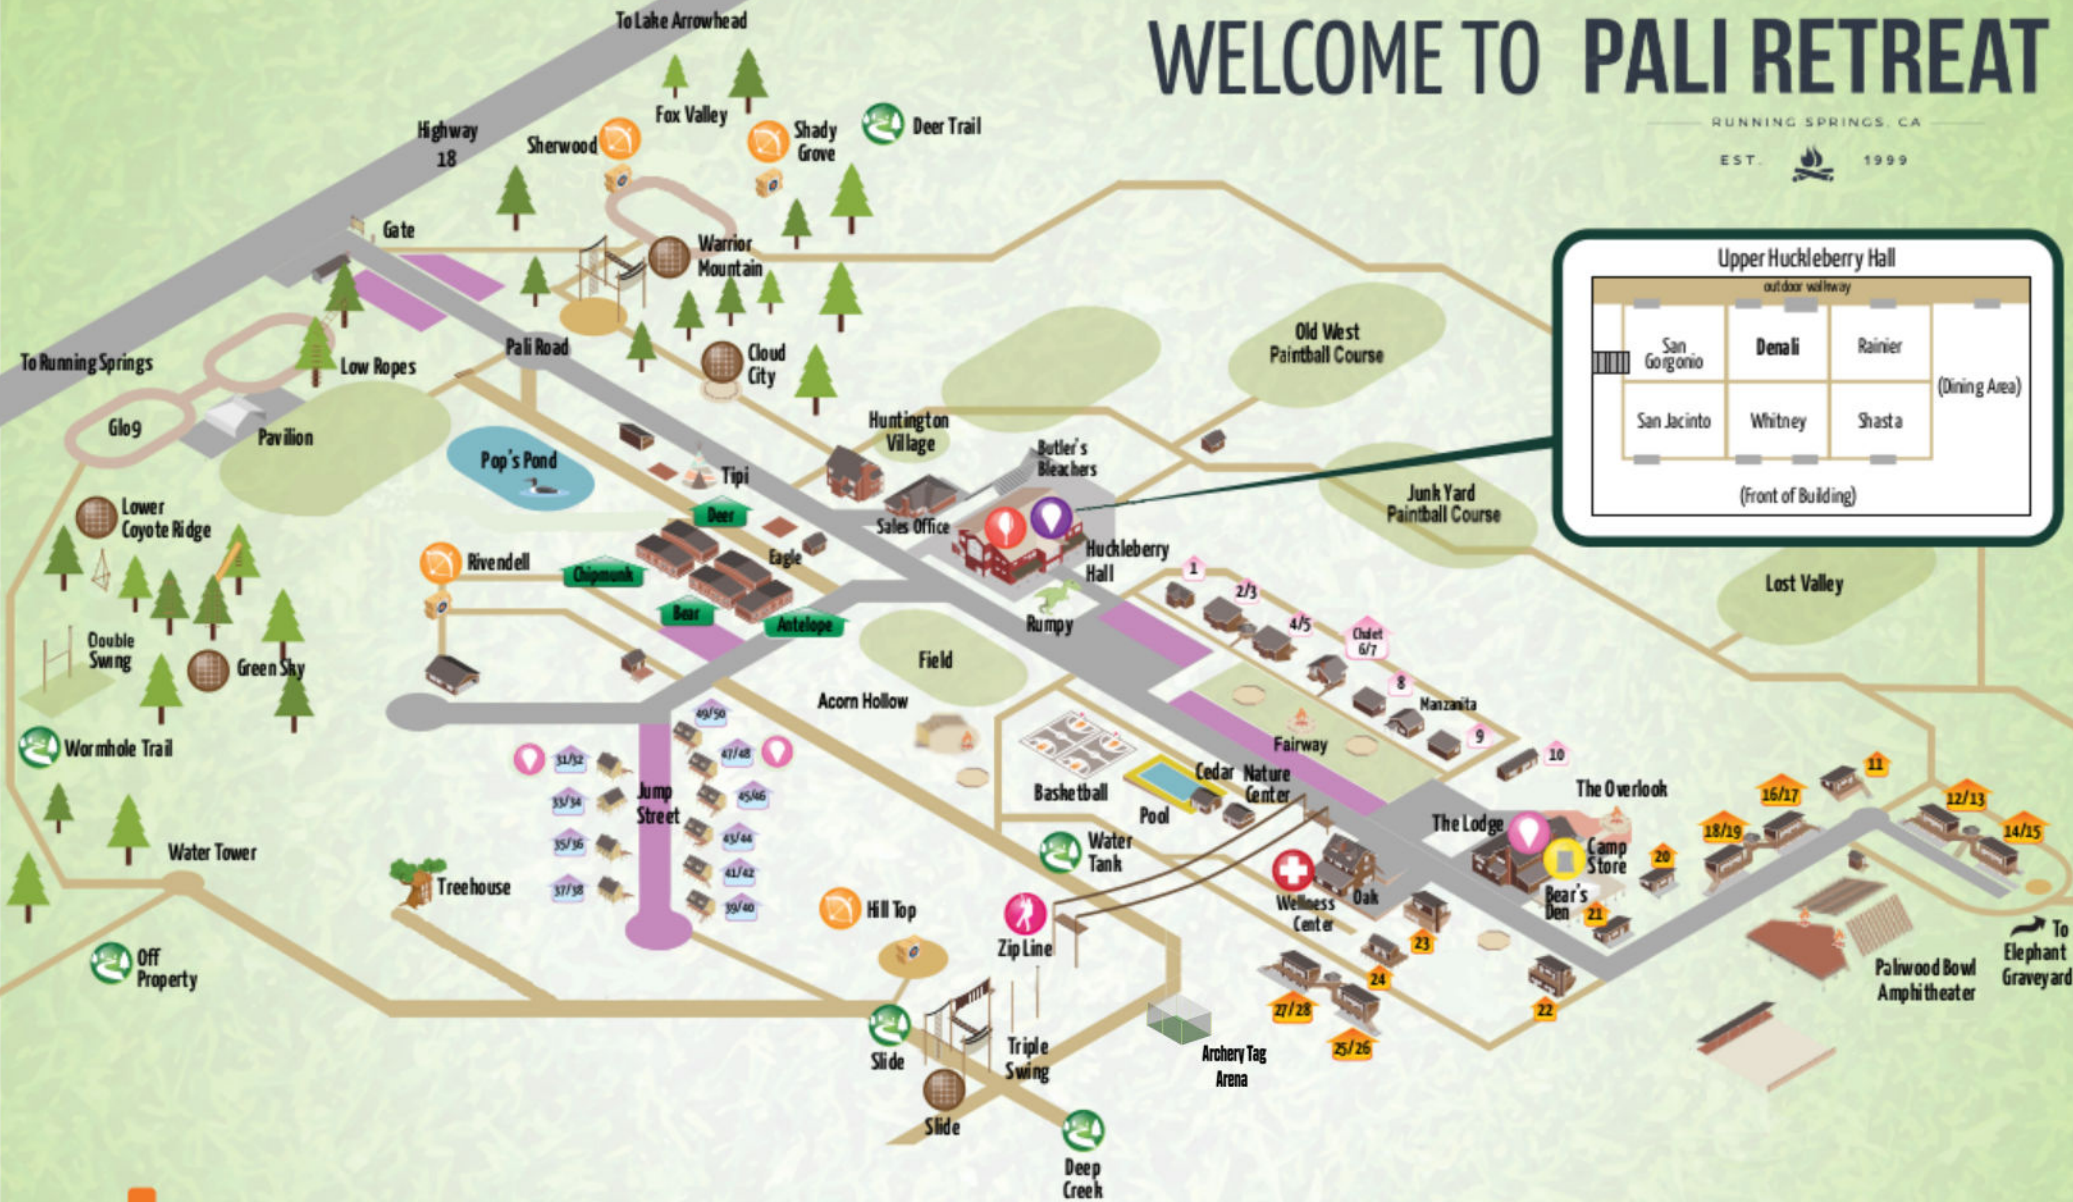 WELCOME TO PALI RETREAT
RUNNING SPRINGS, CA
EST. 1999
To Lake Arrowhead
Highway
18
Fox Valley
Sherwood
Shady
Grove
Deer Trail
Gate
Warrior
Mountain
To Running Springs
Pali Road
Low Ropes
Cloud
City
Glo9
Pavilion
Pop's Pond
Tipi
Huntington
Village
Butler's
Bleachers
Old West
Paintball Course
Upper Huckleberry Hall
outdoor walkway
San
Gorgonio
Denali
Rainier
(Dining Area)
San Jacinto
Whitney
Shasta
(Front of Building)
Lower
Coyote Ridge
Deer
Sales Office
Junk Yard
Paintball Course
Rivendell
Chipmunk
Eagle
Huckleberry
Hall
Lost Valley
Bear
Antelope
Rumpy
1
2/3
4/5
Chalet
6/7
8
Manzanita
9
10
Double
Swing
Green Sky
Field
Acorn Hollow
Wormhole Trail
49/50
31/32
47/48
33/34
Jump
Street
45/46
35/36
43/44
41/42
37/38
39/40
Fairway
Basketball
Pool
Cedar
Nature
Center
The Lodge
The Overlook
Camp
Store
Bear's
Den
11
16/17
12/13
18/19
14/15
20
21
Water Tower
Treehouse
Water
Tank
Hill Top
Zip Line
Wellness
Center
Oak
23
24
22
27/28
25/26
Off
Property
Paliwood Bowl
Amphitheater
To
Elephant
Graveyard
Slide
Triple
Swing
Archery Tag
Arena
Slide
Deep
Creek